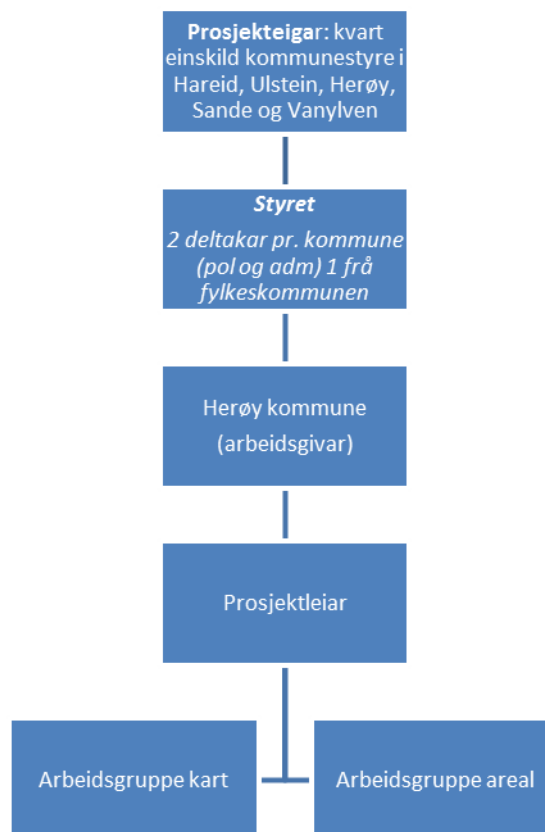 Prosjekteigar: kvart
einskild kommunestyre i
Hareid, Ulstein, Herøy,
Sande og Vanylven
Styret
2 deltakar pr. kommune
(pol og adm) 1 frå
fylkeskommunen
Herøy kommune
(arbeidsgivar)
Prosjektleiar
Arbeidsgruppe kart
Arbeidsgruppe areal